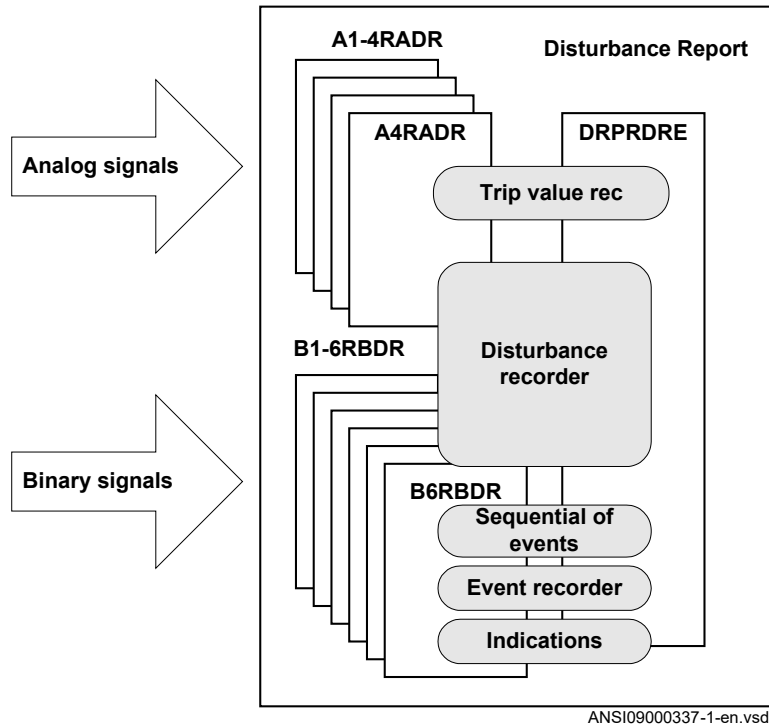 A1-4RADR
Disturbance Report
A4RADR
DRPRDRE
Analog signals
Trip value rec
B1-6RBDR
Disturbance
recorder
Binary signals
B6RBDR
Sequential of
events
Event recorder
Indications
ANSI09000337-1-en.vsd